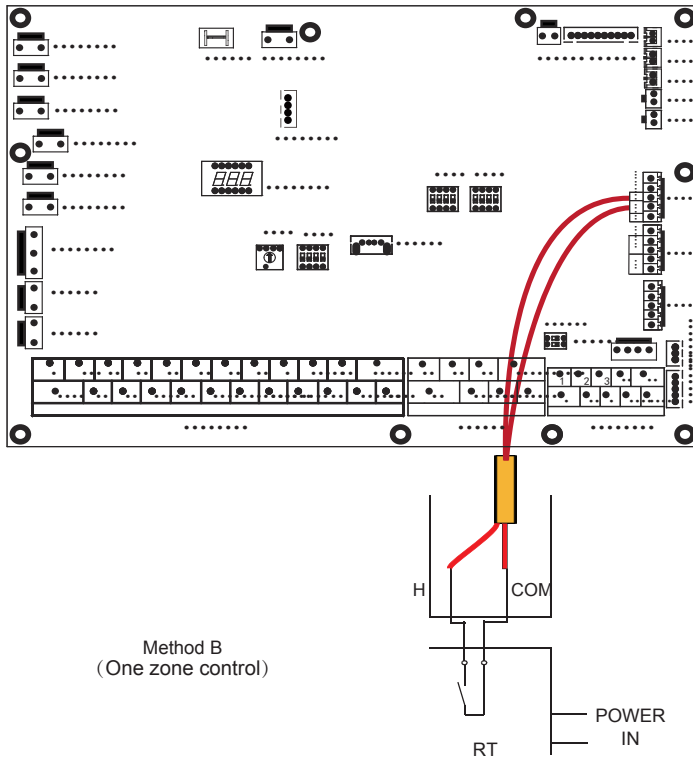 1 2 3
H COM
Method B
（One zone control）
POWER
IN
RT